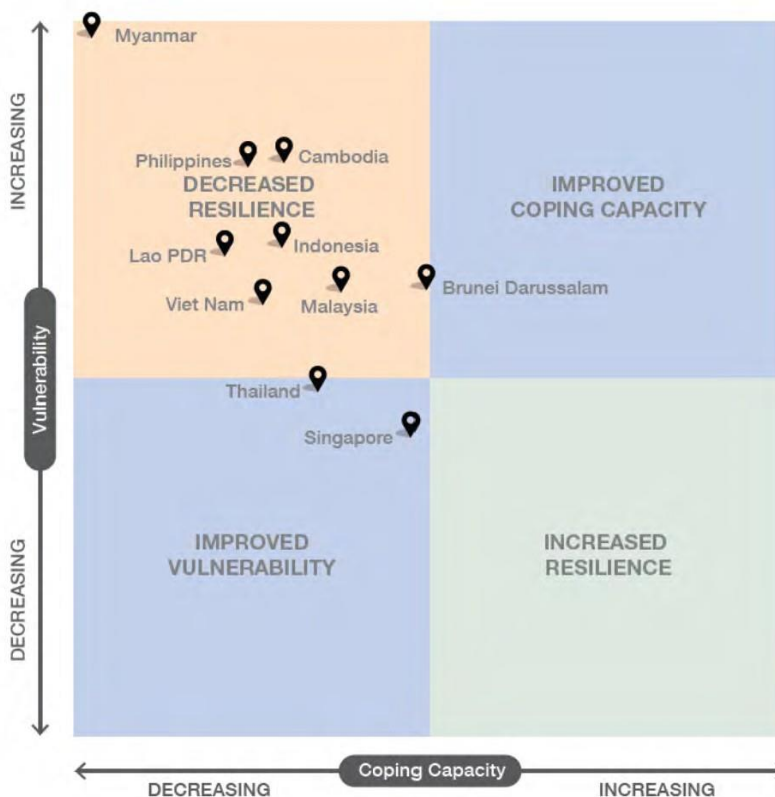 Myanmar
INCREASING
Philippines
Cambodia
DECREASED
RESILIENCE
IMPROVED
COPING CAPACITY
Lao PDR
Indonesia
Viet Nam
Malaysia
Brunei Darussalam
Vulnerability
Thailand
Singapore
DECREASING
IMPROVED
VULNERABILITY
INCREASED
RESILIENCE
Coping Capacity
DECREASING
INCREASING